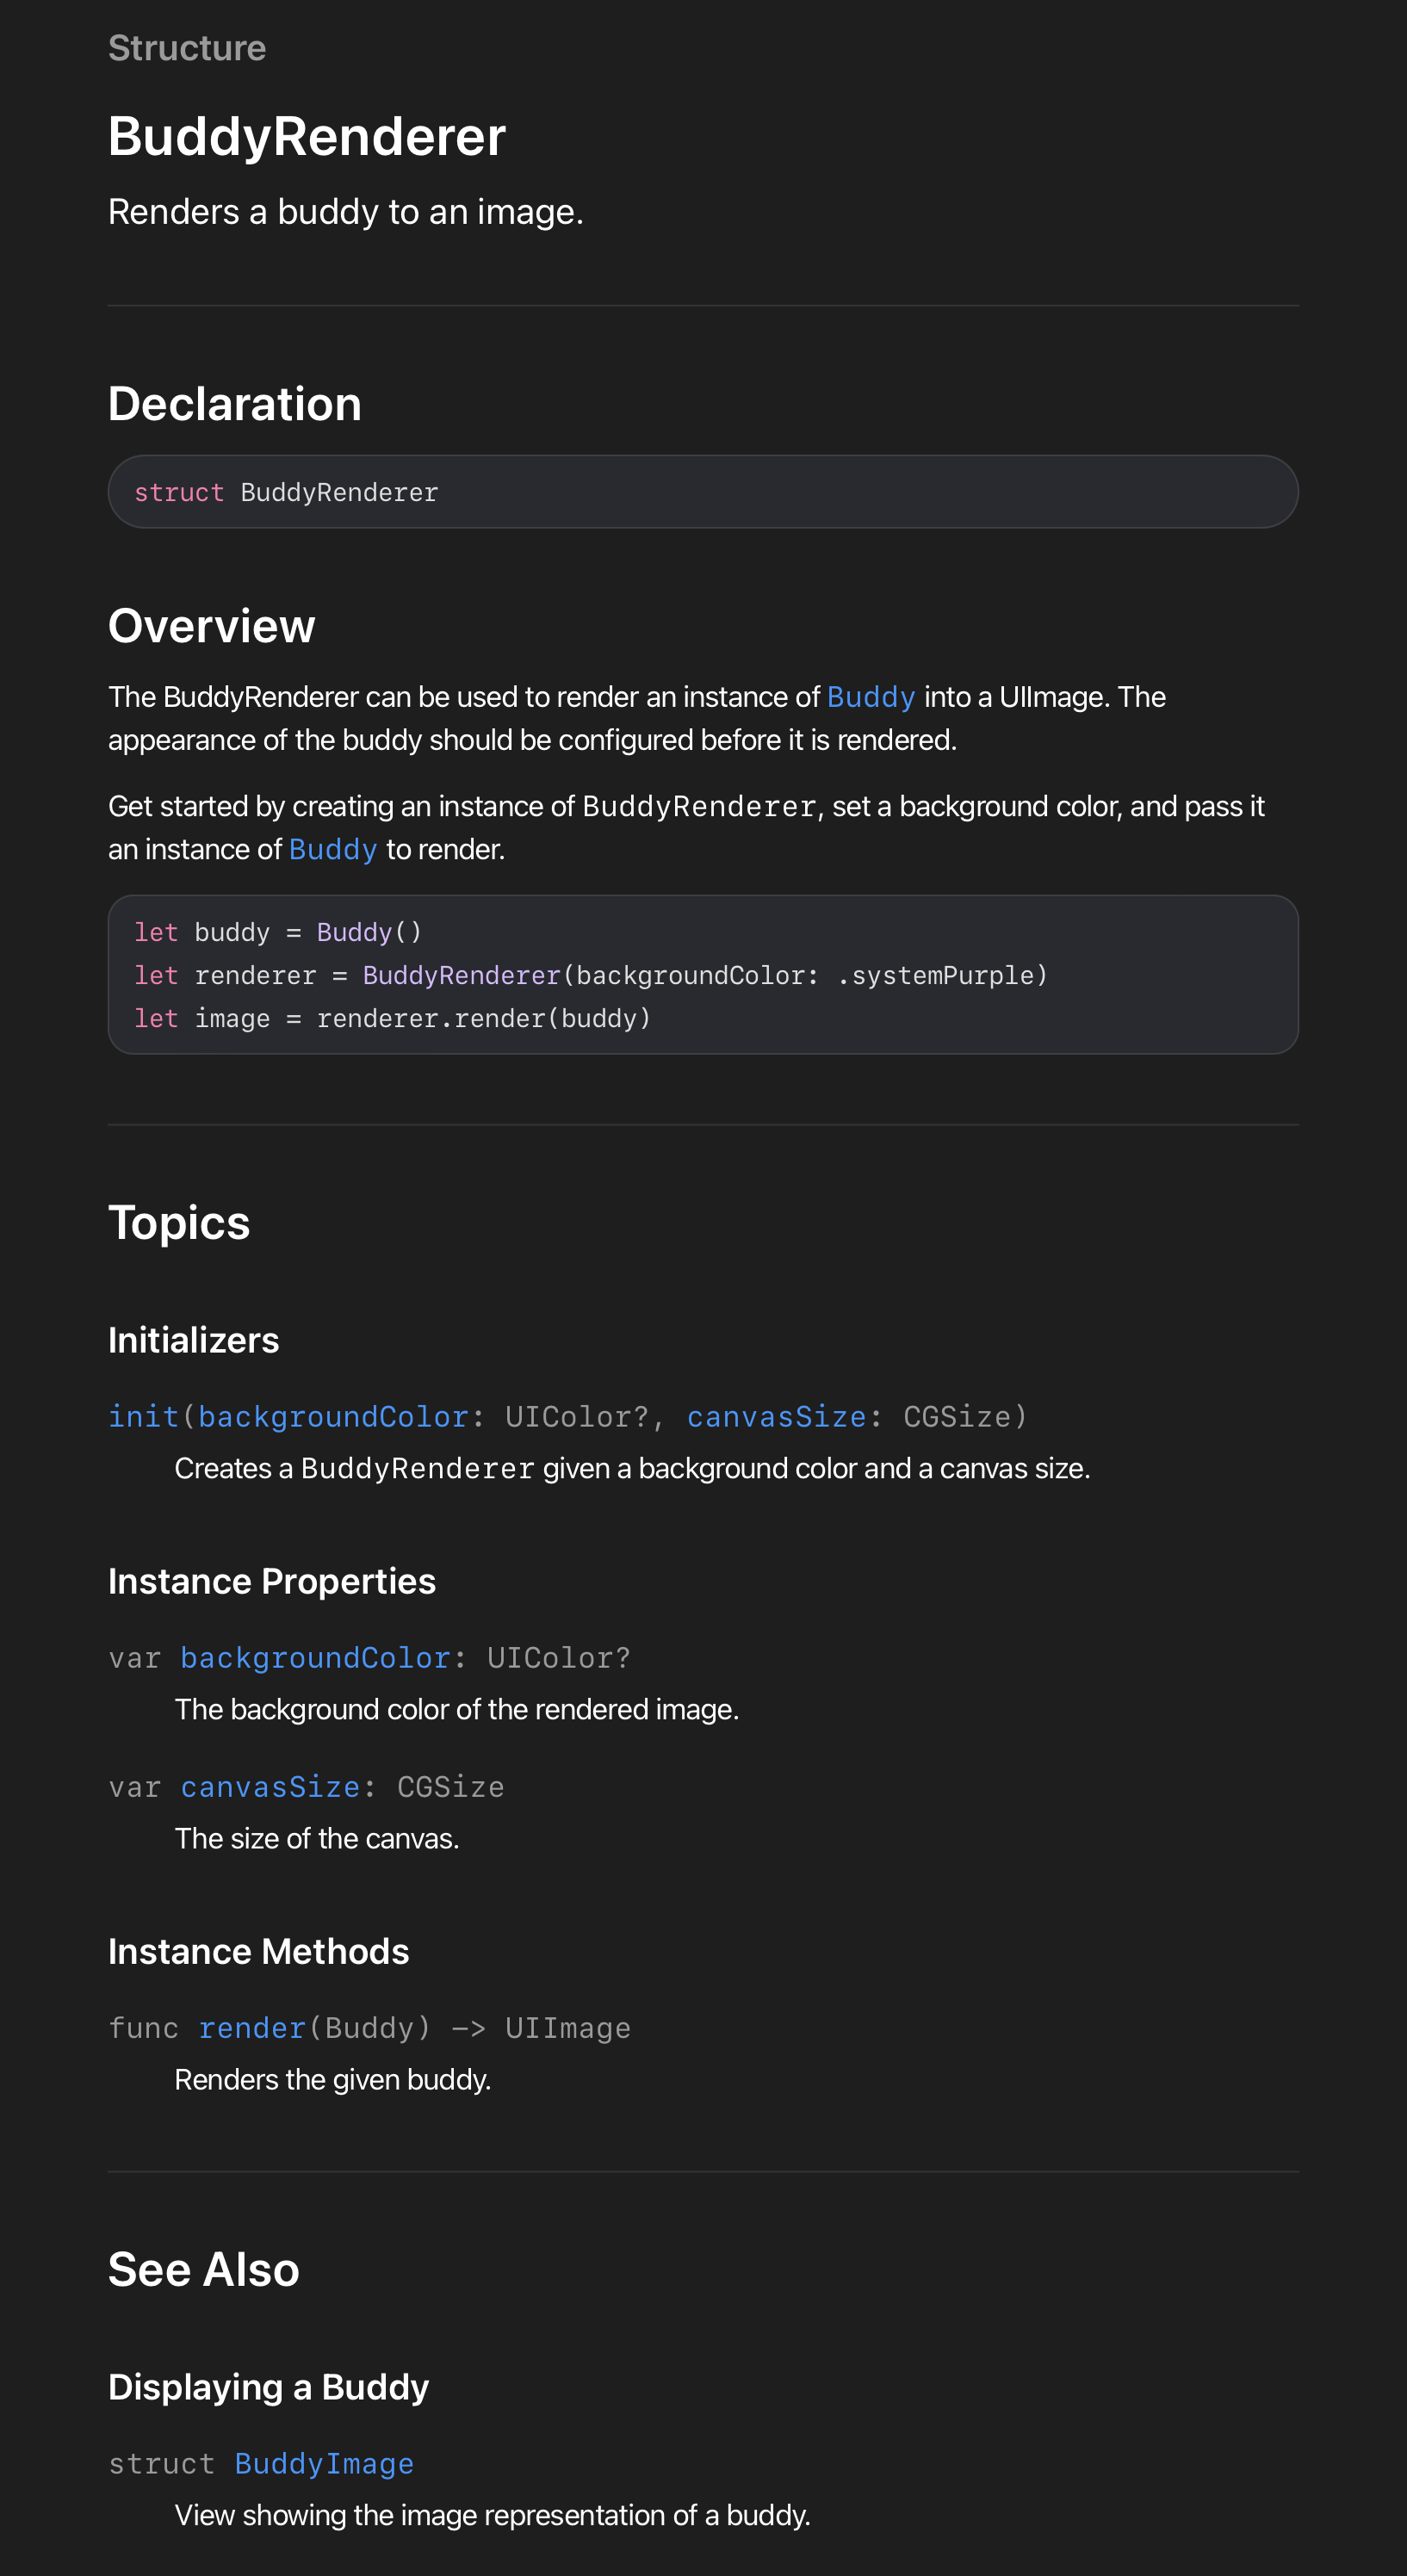 Structure
BuddyRenderer
Renders a buddy to an image.
Declaration
struct BuddyRenderer
Overview
The BuddyRenderer can be used to render an instance of Buddy into a UIImage. The
appearance of the buddy should be configured before it is rendered.
Get started by creating an instance of BuddyRenderer, set a background color, and pass it
an instance of Buddy to render.
let buddy = Buddy()
let renderer = BuddyRenderer(backgroundColor: .systemPurple)
let image = renderer.render(buddy)
Topics
Initializers
init(backgroundColor: UIColor?, canvasSize: CGSize)
Creates a BuddyRenderer given a background color and a canvas size.
Instance Properties
var backgroundColor: UIColor?
The background color of the rendered image.
var canvasSize: CGSize
The size of the canvas.
Instance Methods
func render(Buddy) -> UIImage
Renders the given buddy.
See Also
Displaying a Buddy
struct BuddyImage
View showing the image representation of a buddy.